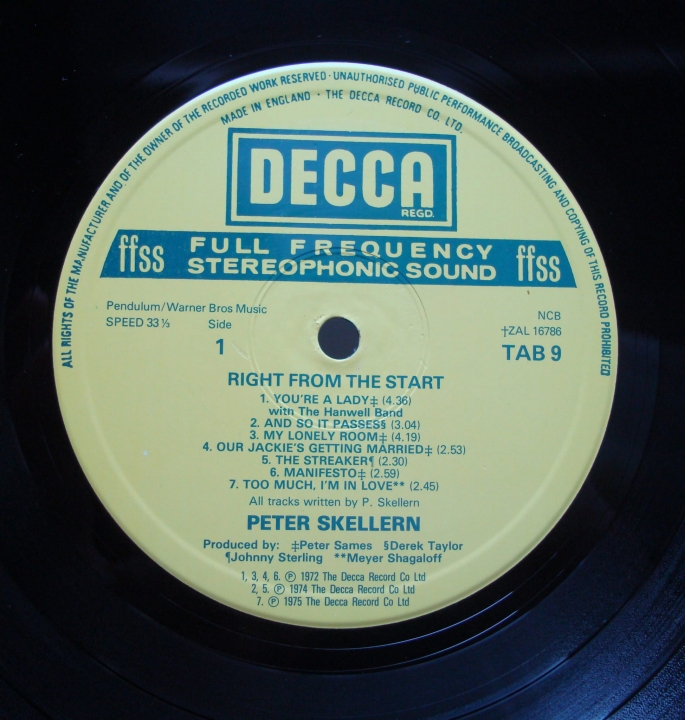 ALL RIGHTS OF THE MANUFACTURER AND OF THE OWNER OF THE RECORDED WORK RESERVED · UNAUTHORISED PUBLIC PERFORMANCE BROADCASTING AND COPYING OF THIS RECORD PROHIBITED
MADE IN ENGLAND · THE DECCA RECORD CO. LTD.
DECCA
REGD.
ffss FULL FREQUENCY STEREOPHONIC SOUND ffss
Pendulum/Warner Bros Music
SPEED 33⅓ Side
1
NCB
†ZAL 16786
TAB 9
RIGHT FROM THE START
1. YOU'RE A LADY‡ (4.36)
with The Hanwell Band
2. AND SO IT PASSES§ (3.04)
3. MY LONELY ROOM‡ (4.19)
4. OUR JACKIE'S GETTING MARRIED‡ (2.53)
5. THE STREAKER¶ (2.30)
6. MANIFESTO‡ (2.59)
7. TOO MUCH, I'M IN LOVE** (2.45)
All tracks written by P. Skellern
PETER SKELLERN
Produced by: ‡Peter Sames §Derek Taylor
¶Johnny Sterling **Meyer Shagaloff
1, 3, 4, 6. ℗ 1972 The Decca Record Co Ltd
2, 5. ℗ 1974 The Decca Record Co Ltd
7. ℗ 1975 The Decca Record Co Ltd